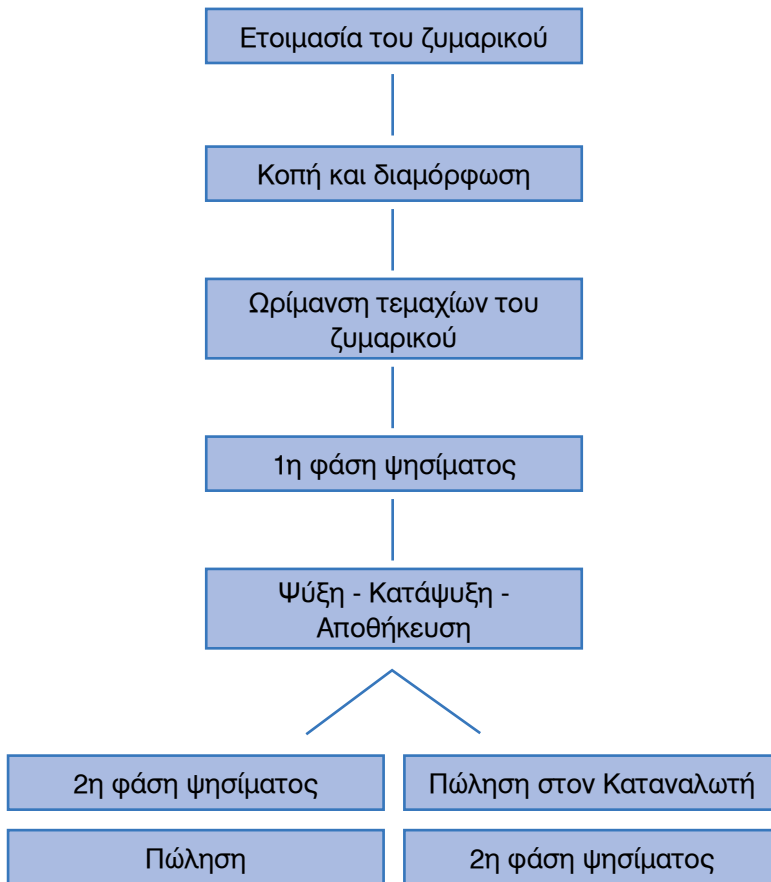 Ετοιμασία του ζυμαρικού
Κοπή και διαμόρφωση
Ωρίμανση τεμαχίων του
ζυμαρικού
1η φάση ψησίματος
Ψύξη - Κατάψυξη -
Αποθήκευση
2η φάση ψησίματος
Πώληση στον Καταναλωτή
Πώληση
2η φάση ψησίματος